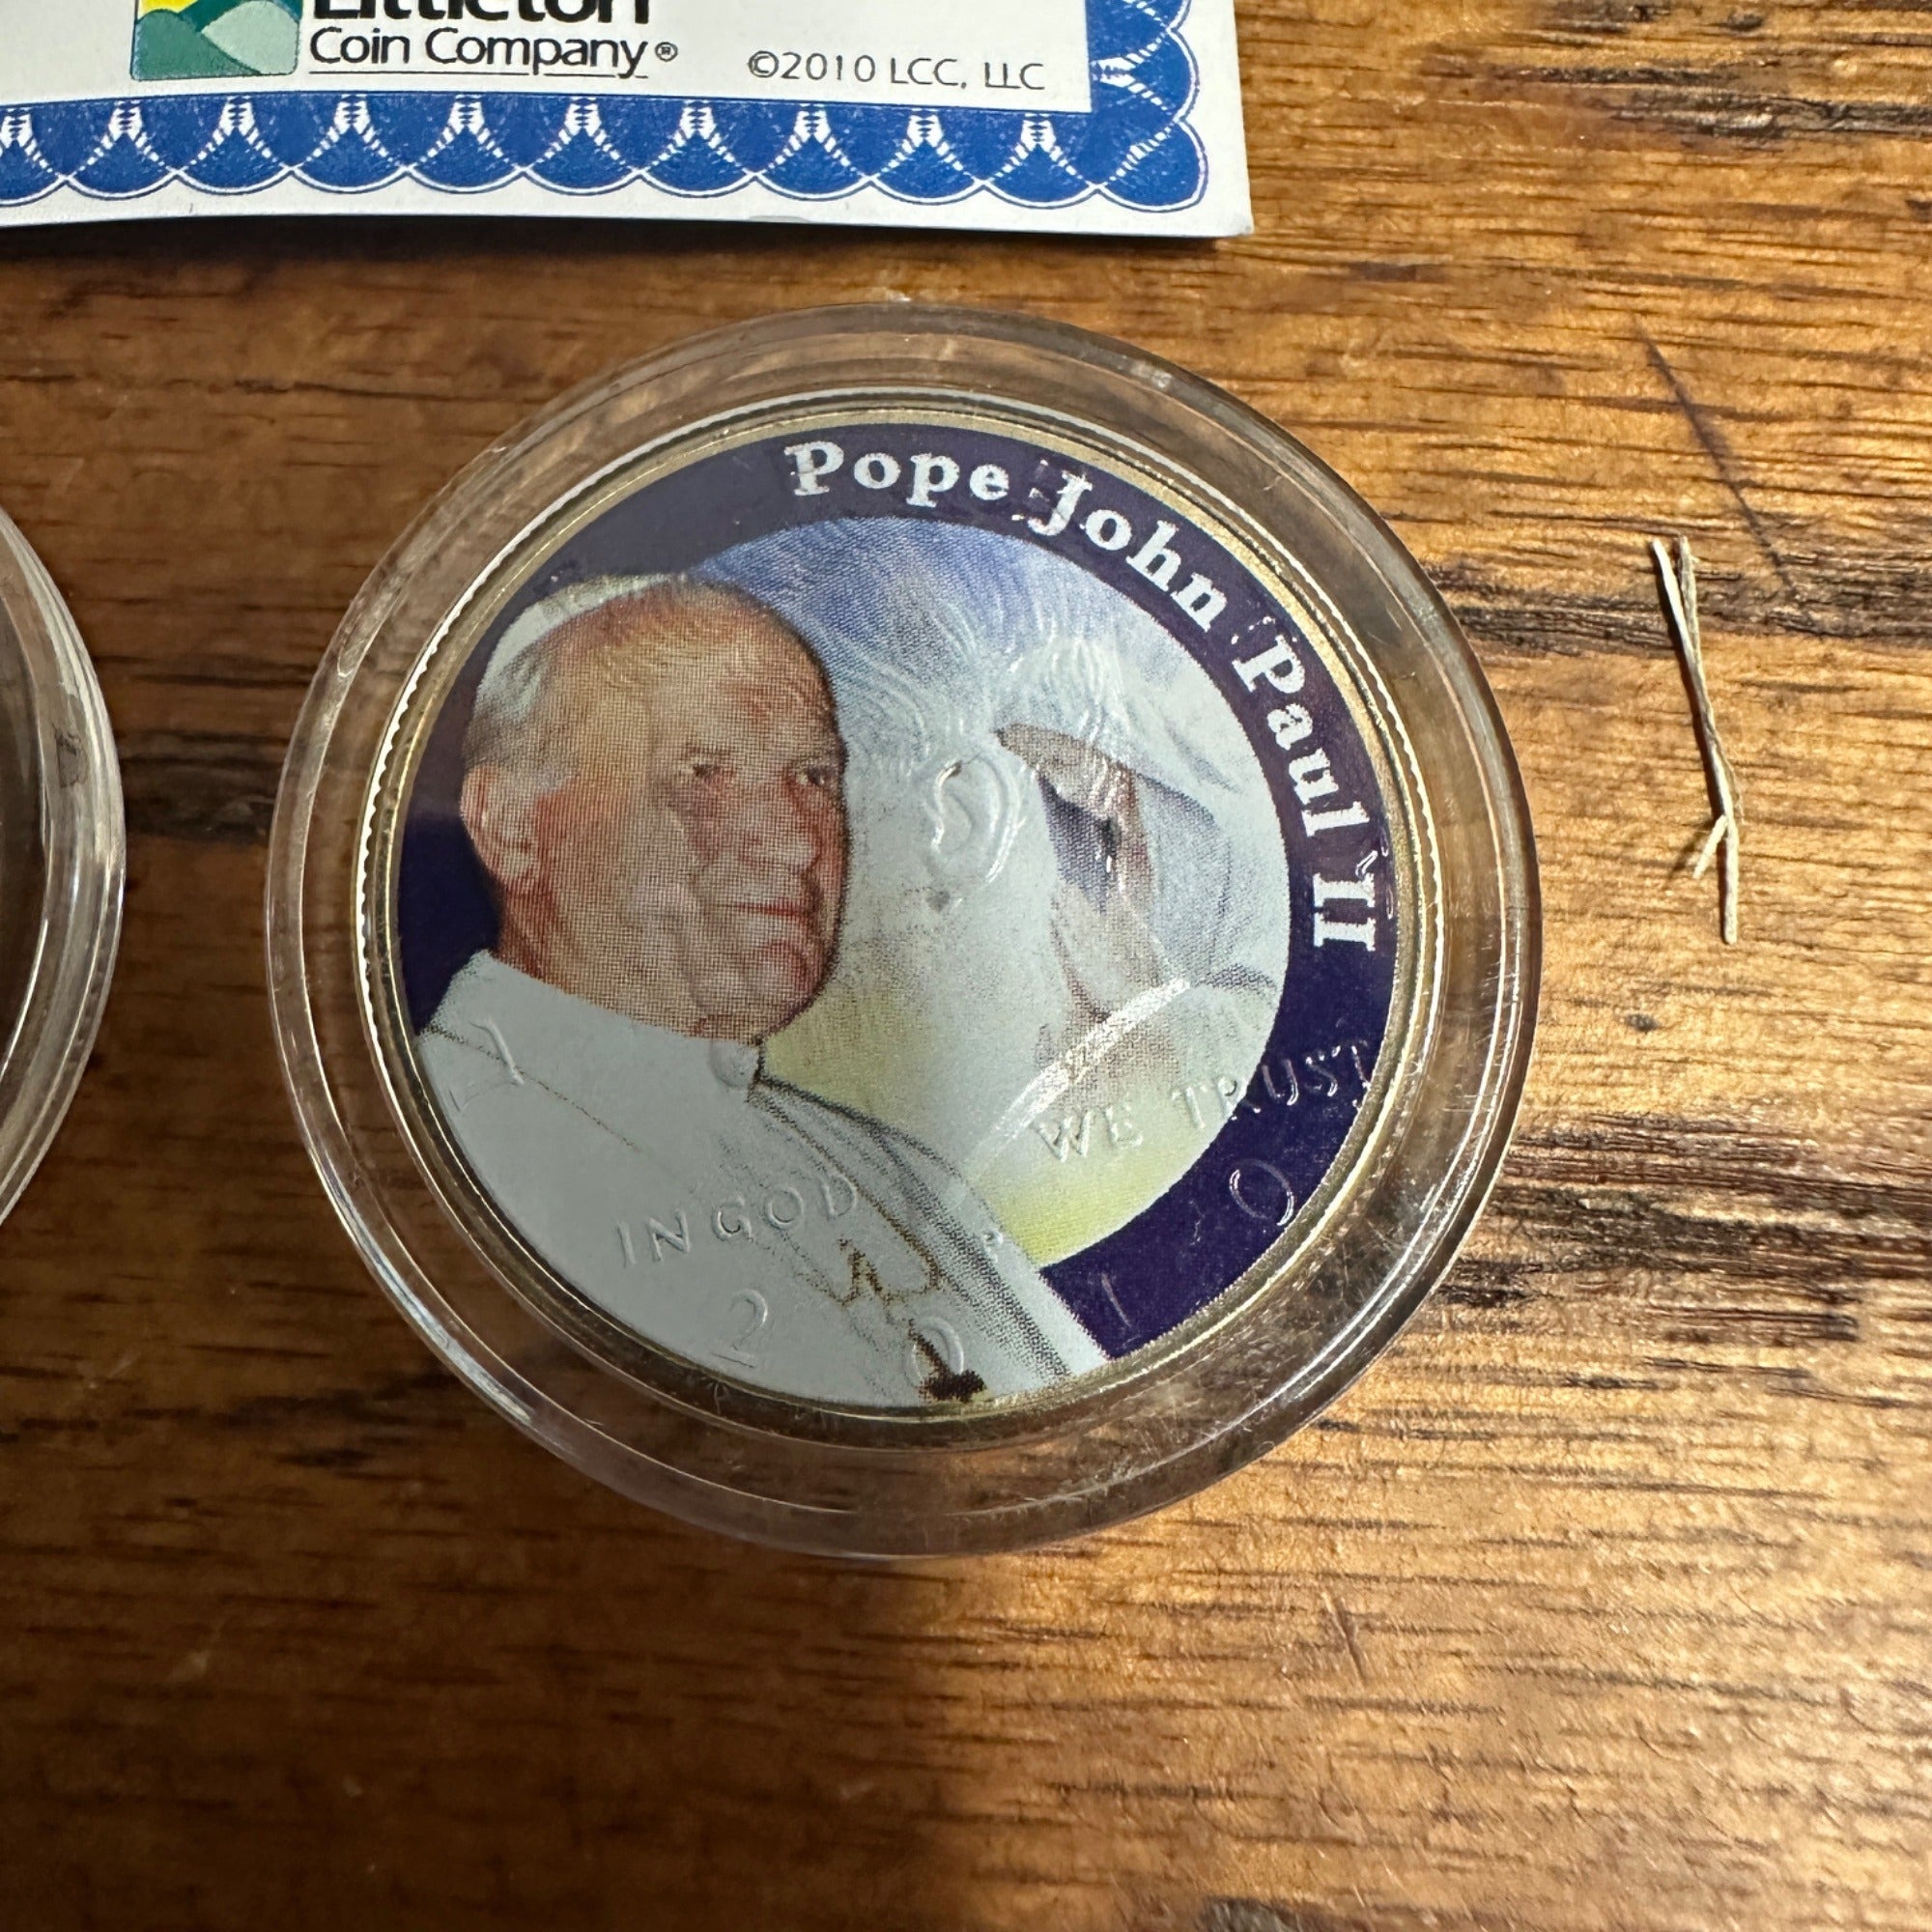 Littleton
Coin Company®
©2010 LCC, LLC
Pope John Paul II
IN GOD WE TRUST
2010